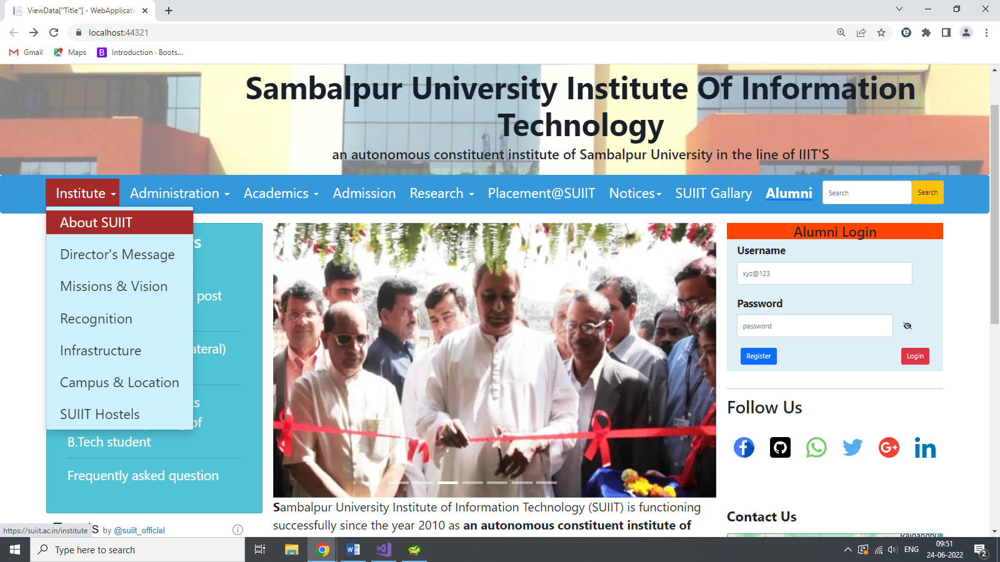 ViewData["Title"] - WebApplicatio
localhost:44321
Gmail
Maps
Introduction · Boots...
Sambalpur University Institute Of Information
Technology
an autonomous constituent institute of Sambalpur University in the line of IIIT'S
Institute
Administration
Academics
Admission
Research
Placement@SUIIT
Notices
SUIIT Gallary
Alumni
Search
Search
About SUIIT
Director's Message
Missions & Vision
Recognition
Infrastructure
Campus & Location
SUIIT Hostels
post
ateral)
of
B.Tech student
Frequently asked question
by @suiit_official
Sambalpur University Institute of Information Technology (SUIIT) is functioning
successfully since the year 2010 as an autonomous constituent institute of
Alumni Login
Username
xyz@123
Password
password
Register
Login
Follow Us
Contact Us
https://suiit.ac.in/institute
Type here to search
ENG
09:51
24-06-2022
2